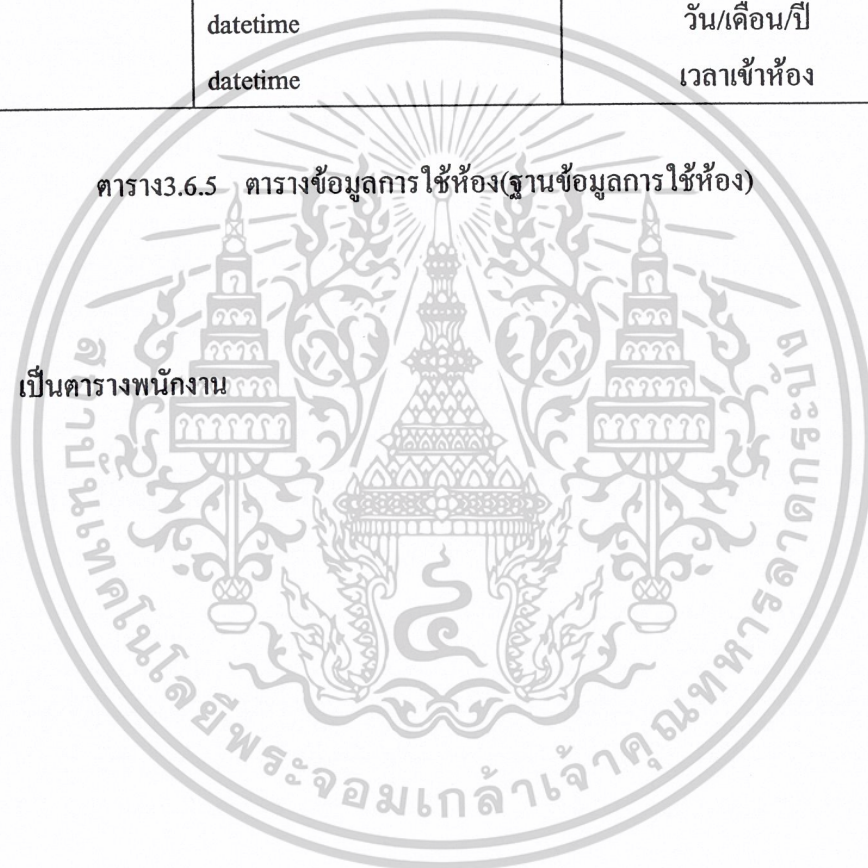 datetime วัน/เดือน/ปี
datetime เวลาเข้าห้อง
ตาราง3.6.5 ตารางข้อมูลการใช้ห้อง(ฐานข้อมูลการใช้ห้อง)
เป็นตารางพนักงาน
สถาบันเทคโนโลยีพระจอมเกล้าเจ้าคุณทหารลาดกระบัง